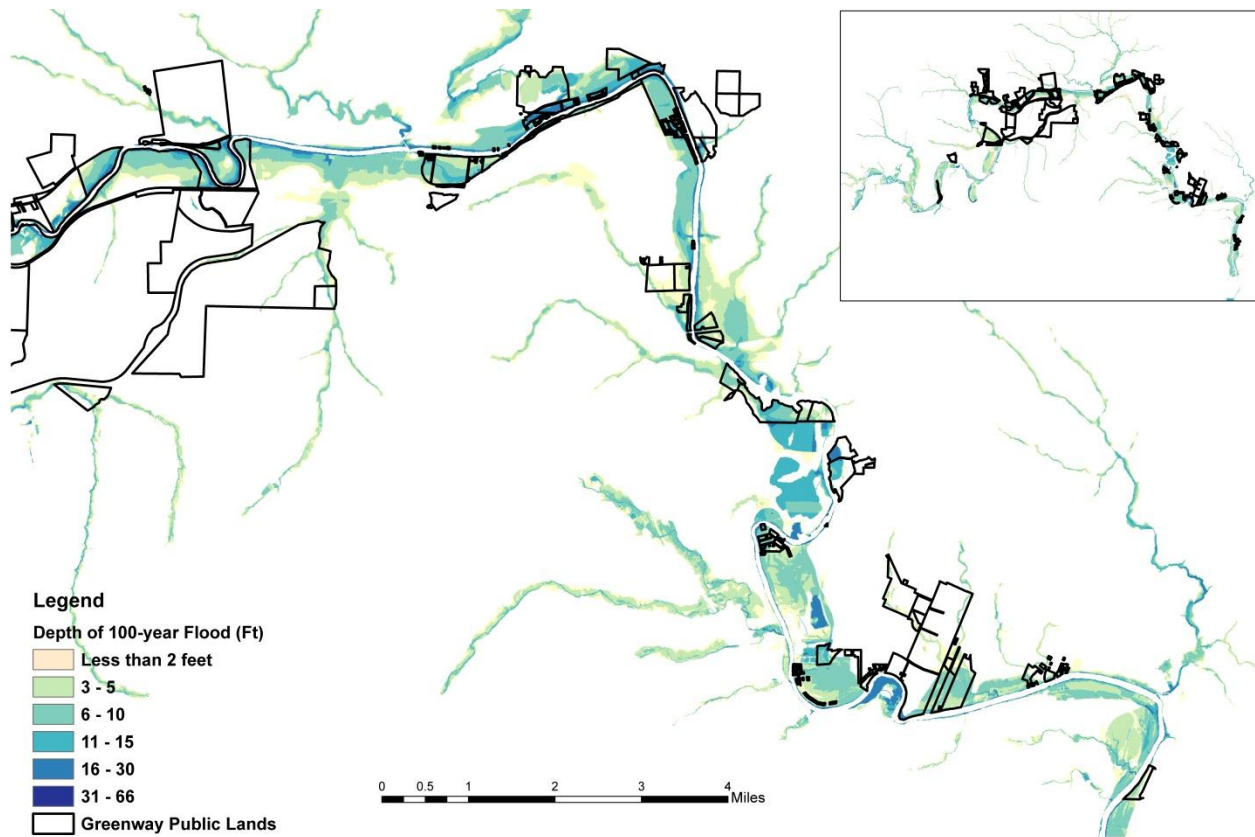 Legend
Depth of 100-year Flood (Ft)
Less than 2 feet
3 - 5
6 - 10
11 - 15
16 - 30
31 - 66
Greenway Public Lands
0 0.5 1 2 3 4
Miles